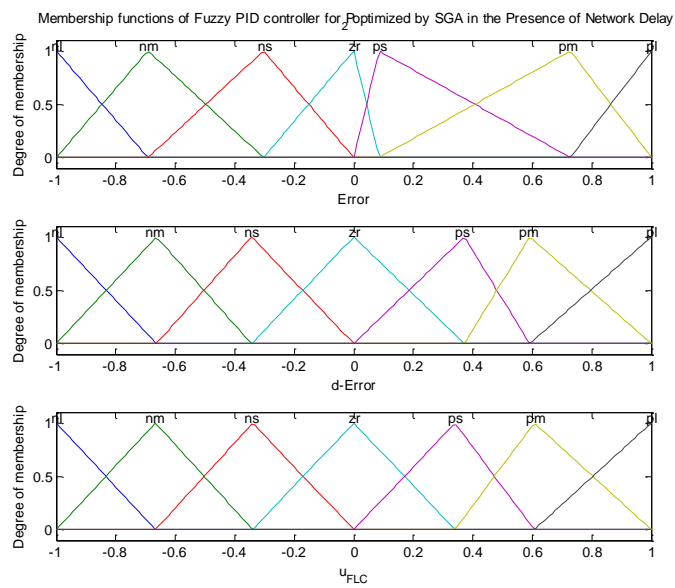 Membership functions of Fuzzy PID controller for P2 optimized by SGA in the Presence of Network Delay
nl nm ns zr ps pm pl
1
0.5
0
Degree of membership
-1 -0.8 -0.6 -0.4 -0.2 0 0.2 0.4 0.6 0.8 1
Error
nl nm ns zr ps pm pl
1
0.5
0
Degree of membership
-1 -0.8 -0.6 -0.4 -0.2 0 0.2 0.4 0.6 0.8 1
d-Error
nl nm ns zr ps pm pl
1
0.5
0
Degree of membership
-1 -0.8 -0.6 -0.4 -0.2 0 0.2 0.4 0.6 0.8 1
uFLC